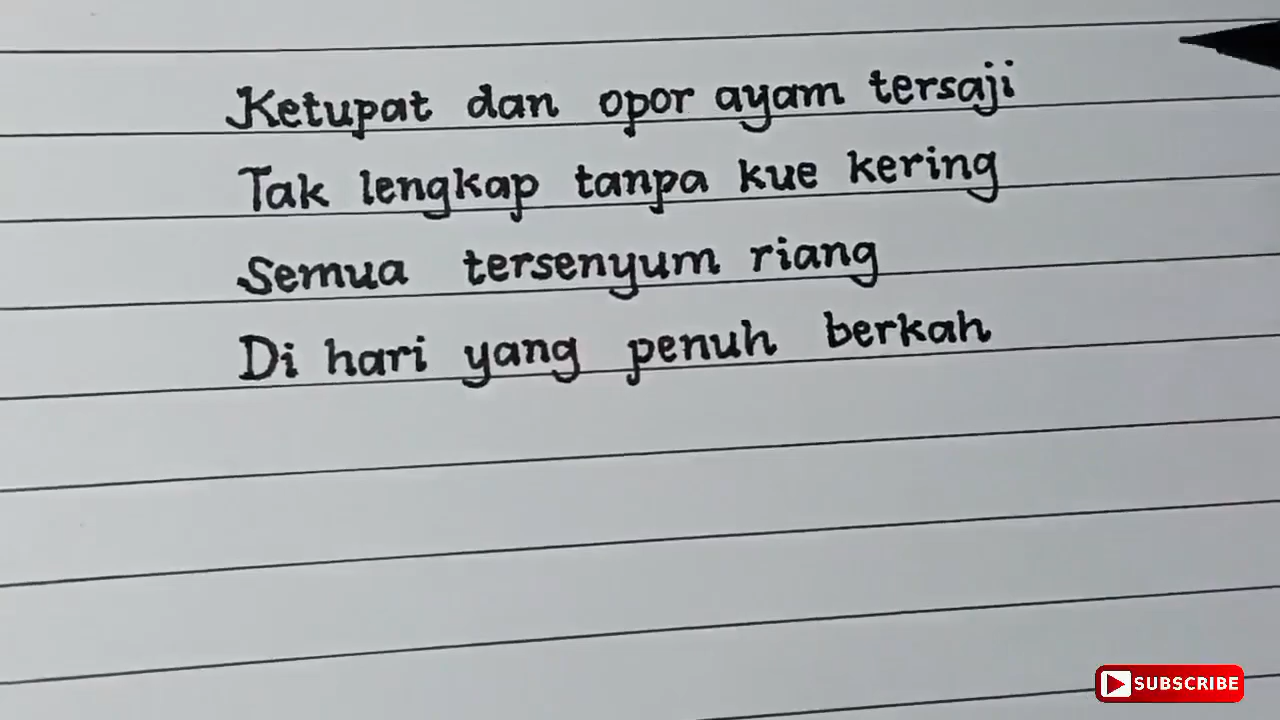 Ketupat dan opor ayam tersaji
Tak lengkap tanpa kue kering
Semua tersenyum riang
Di hari yang penuh berkah
SUBSCRIBE